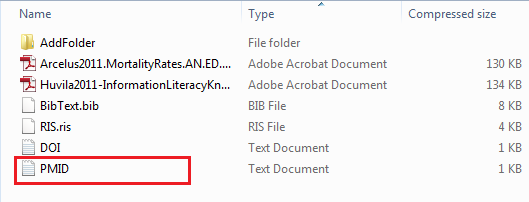 Name Type Compressed size
AddFolder File folder
Arcelus2011.MortalityRates.AN.ED.... Adobe Acrobat Document 130 KB
Huvila2011-InformationLiteracyKn... Adobe Acrobat Document 134 KB
BibText.bib BIB File 8 KB
RIS.ris RIS File 4 KB
DOI Text Document 1 KB
PMID Text Document 1 KB